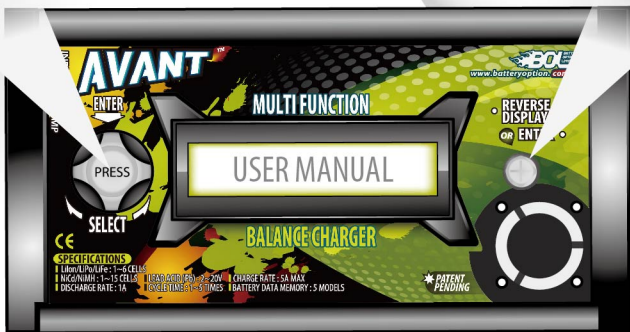 AVANT™
BOL
www.batteryoption.com
ENTER
MULTI FUNCTION
• REVERSE
DISPLAY
OR ENTER •
PRESS
USER MANUAL
SELECT
BALANCE CHARGER
CE
SPECIFICATIONS
LiIon/LiPo/LiFe : 1~6 CELLS
NiCd/NiMH : 1~15 CELLS
DISCHARGE RATE : 1A
LEAD ACID(Pb) : 2~20V
CYCLE TIME : 1~5 TIMES
CHARGE RATE : 5A MAX
BATTERY DATA MEMORY : 5 MODELS
PATENT
PENDING